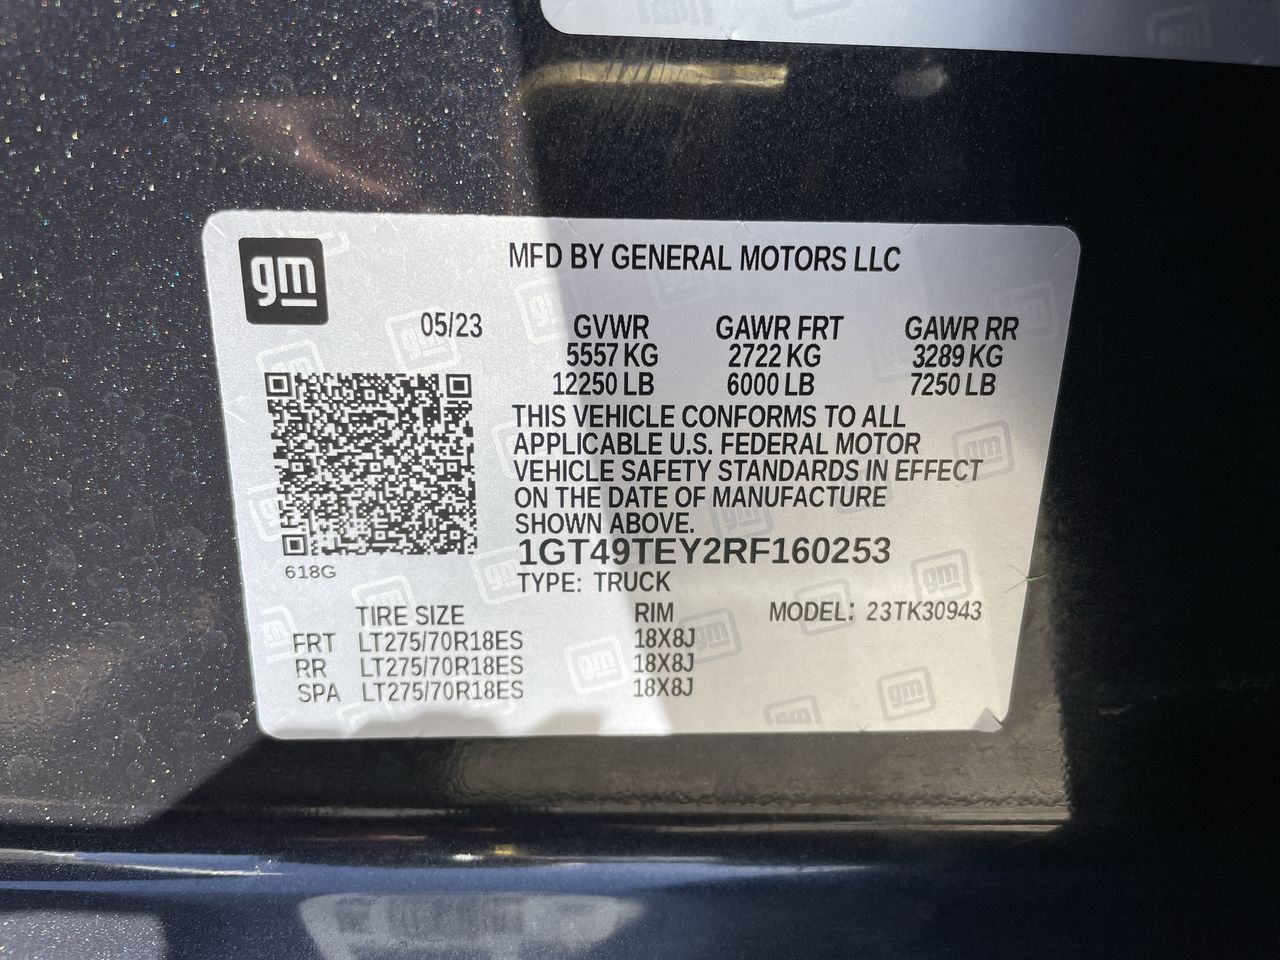 gm
MFD BY GENERAL MOTORS LLC
05/23 GVWR GAWR FRT GAWR RR
5557 KG 2722 KG 3289 KG
12250 LB 6000 LB 7250 LB
THIS VEHICLE CONFORMS TO ALL
APPLICABLE U.S. FEDERAL MOTOR
VEHICLE SAFETY STANDARDS IN EFFECT
ON THE DATE OF MANUFACTURE
SHOWN ABOVE.
1GT49TEY2RF160253
618G
TYPE: TRUCK
TIRE SIZE RIM MODEL: 23TK30943
FRT LT275/70R18ES 18X8J
RR LT275/70R18ES 18X8J
SPA LT275/70R18ES 18X8J